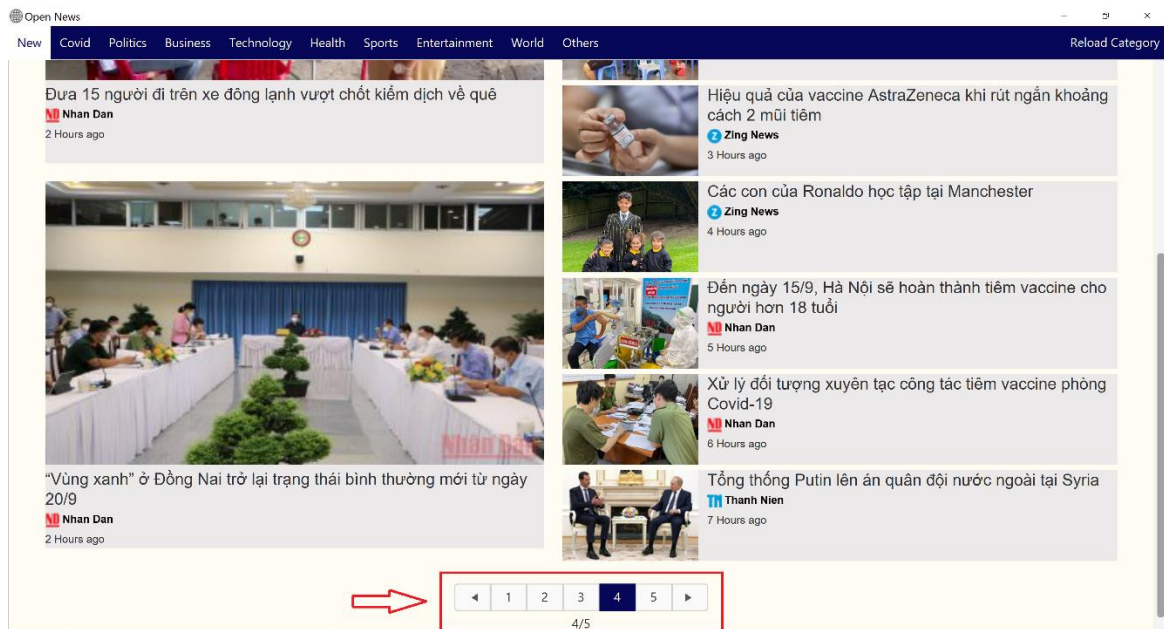 Open News
New Covid Politics Business Technology Health Sports Entertainment World Others Reload Category
Đưa 15 người đi trên xe đông lạnh vượt chốt kiểm dịch về quê
ND Nhan Dan
2 Hours ago
Nhân Dân
“Vùng xanh” ở Đồng Nai trở lại trạng thái bình thường mới từ ngày
20/9
ND Nhan Dan
2 Hours ago
Hiệu quả của vaccine AstraZeneca khi rút ngắn khoảng
cách 2 mũi tiêm
Z Zing News
3 Hours ago
Các con của Ronaldo học tập tại Manchester
Z Zing News
4 Hours ago
Đến ngày 15/9, Hà Nội sẽ hoàn thành tiêm vaccine cho
người hơn 18 tuổi
ND Nhan Dan
5 Hours ago
Xử lý đối tượng xuyên tạc công tác tiêm vaccine phòng
Covid-19
ND Nhan Dan
6 Hours ago
Tổng thống Putin lên án quân đội nước ngoài tại Syria
TN Thanh Nien
7 Hours ago
1 2 3 4 5
4/5